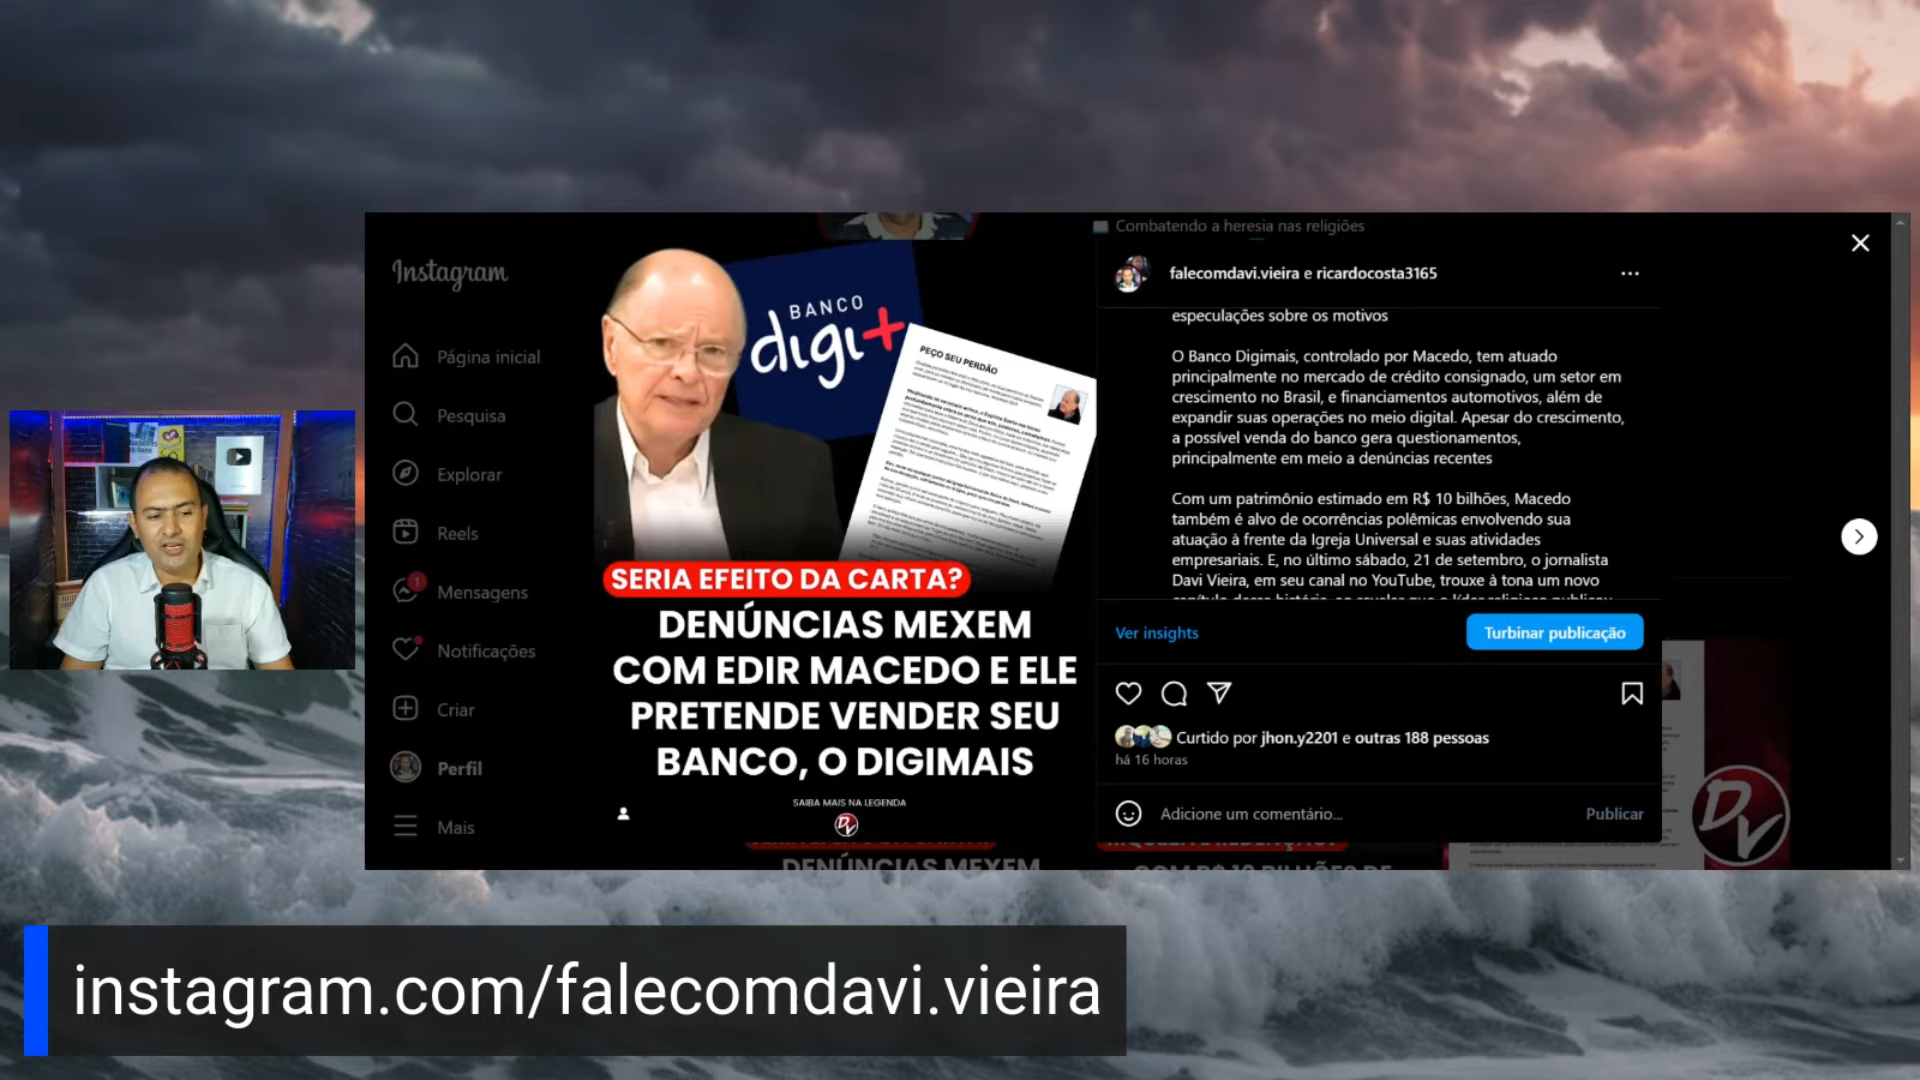 Combatendo a heresia nas religiões
Instagram
Página inicial
Pesquisa
Explorar
Reels
1
Mensagens
Notificações
Criar
Perfil
Mais
BANCO
digi+
PEÇO SEU PERDÃO
SERIA EFEITO DA CARTA?
DENÚNCIAS MEXEM
COM EDIR MACEDO E ELE
PRETENDE VENDER SEU
BANCO, O DIGIMAIS
SAIBA MAIS NA LEGENDA
DV
DENÚNCIAS MEXEM
falecomdavi.vieira e ricardocosta3165
especulações sobre os motivos
O Banco Digimais, controlado por Macedo, tem atuado
principalmente no mercado de crédito consignado, um setor em
crescimento no Brasil, e financiamentos automotivos, além de
expandir suas operações no meio digital. Apesar do crescimento,
a possível venda do banco gera questionamentos,
principalmente em meio a denúncias recentes
Com um patrimônio estimado em R$ 10 bilhões, Macedo
também é alvo de ocorrências polêmicas envolvendo sua
atuação à frente da Igreja Universal e suas atividades
empresariais. E, no último sábado, 21 de setembro, o jornalista
Davi Vieira, em seu canal no YouTube, trouxe à tona um novo
Ver insights
Turbinar publicação
Curtido por jhon.y2201 e outras 188 pessoas
há 16 horas
Adicione um comentário...
Publicar
DV
instagram.com/falecomdavi.vieira